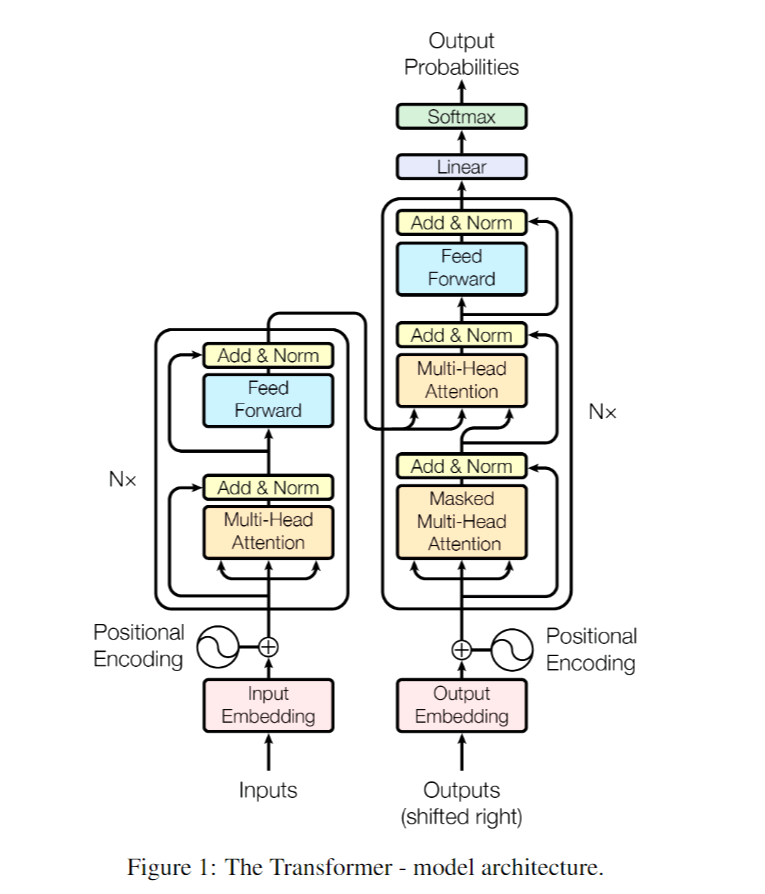 Output
Probabilities
Softmax
Linear
Add & Norm
Feed
Forward
Add & Norm
Multi-Head
Attention
Nx
Add & Norm
Masked
Multi-Head
Attention
Add & Norm
Feed
Forward
Nx
Add & Norm
Multi-Head
Attention
Positional
Encoding
Positional
Encoding
Input
Embedding
Output
Embedding
Inputs
Outputs
(shifted right)
Figure 1: The Transformer - model architecture.